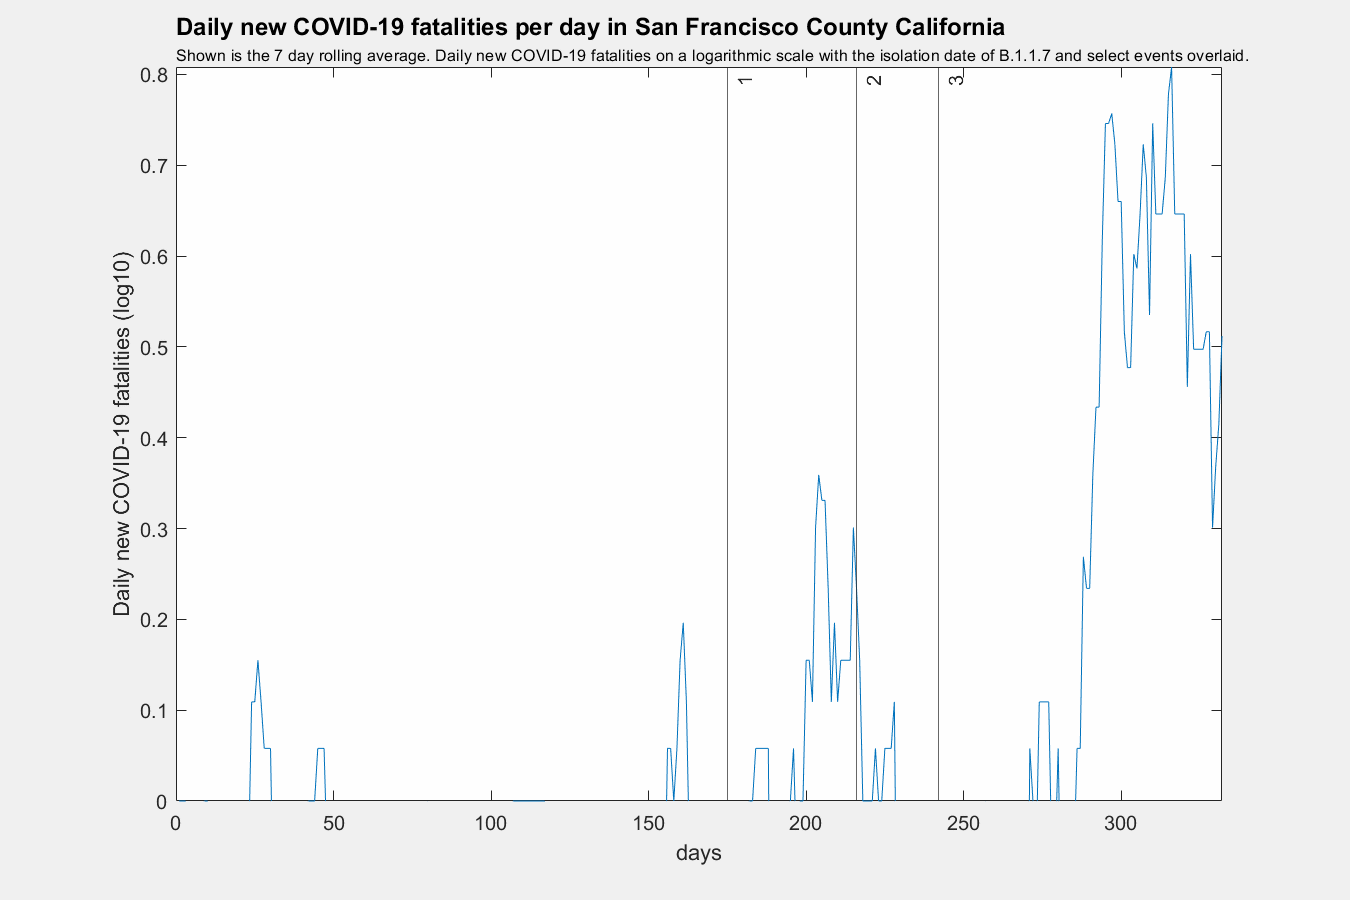 Daily new COVID-19 fatalities per day in San Francisco County California
Shown is the 7 day rolling average. Daily new COVID-19 fatalities on a logarithmic scale with the isolation date of B.1.1.7 and select events overlaid.
1
2
3
0.8
0.7
0.6
0.5
0.4
0.3
0.2
0.1
0
Daily new COVID-19 fatalities (log10)
0 50 100 150 200 250 300
days